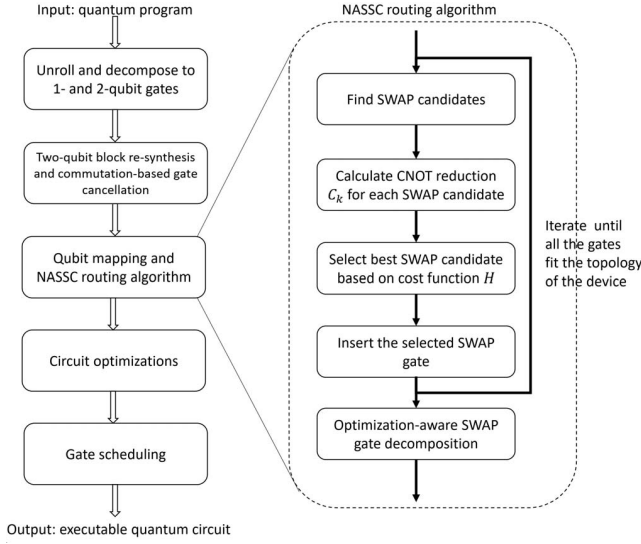 Input: quantum program
Unroll and decompose to
1- and 2-qubit gates
Two-qubit block re-synthesis
and commutation-based gate
cancellation
Qubit mapping and
NASSC routing algorithm
Circuit optimizations
Gate scheduling
Output: executable quantum circuit
NASSC routing algorithm
Find SWAP candidates
Calculate CNOT reduction
C_k for each SWAP candidate
Select best SWAP candidate
based on cost function H
Insert the selected SWAP
gate
Optimization-aware SWAP
gate decomposition
Iterate until
all the gates
fit the topology
of the device